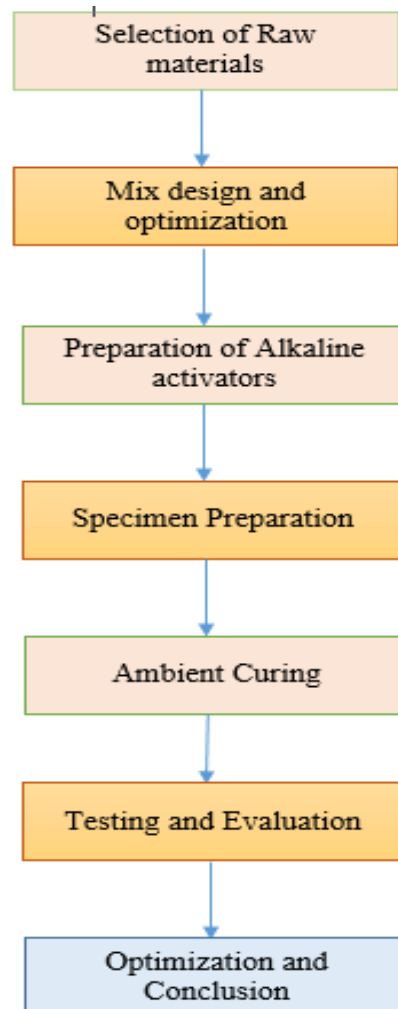 Selection of Raw
materials
Mix design and
optimization
Preparation of Alkaline
activators
Specimen Preparation
Ambient Curing
Testing and Evaluation
Optimization and
Conclusion